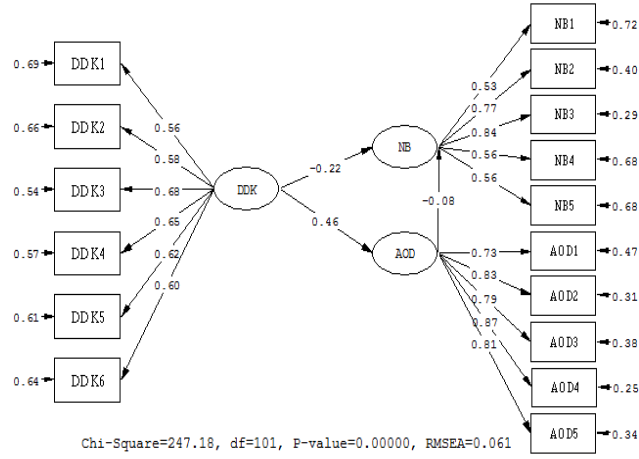 0.69 DDK1
0.66 DDK2
0.54 DDK3
0.57 DDK4
0.61 DDK5
0.64 DDK6
0.56
0.58
0.68
0.65
0.62
0.60
DDK
-0.22
0.46
NB
-0.08
AOD
0.53
0.77
0.84
0.56
0.56
0.73
0.83
0.79
0.87
0.81
NB1 0.72
NB2 0.40
NB3 0.29
NB4 0.68
NB5 0.68
AOD1 0.47
AOD2 0.31
AOD3 0.38
AOD4 0.25
AOD5 0.34
Chi-Square=247.18, df=101, P-value=0.00000, RMSEA=0.061